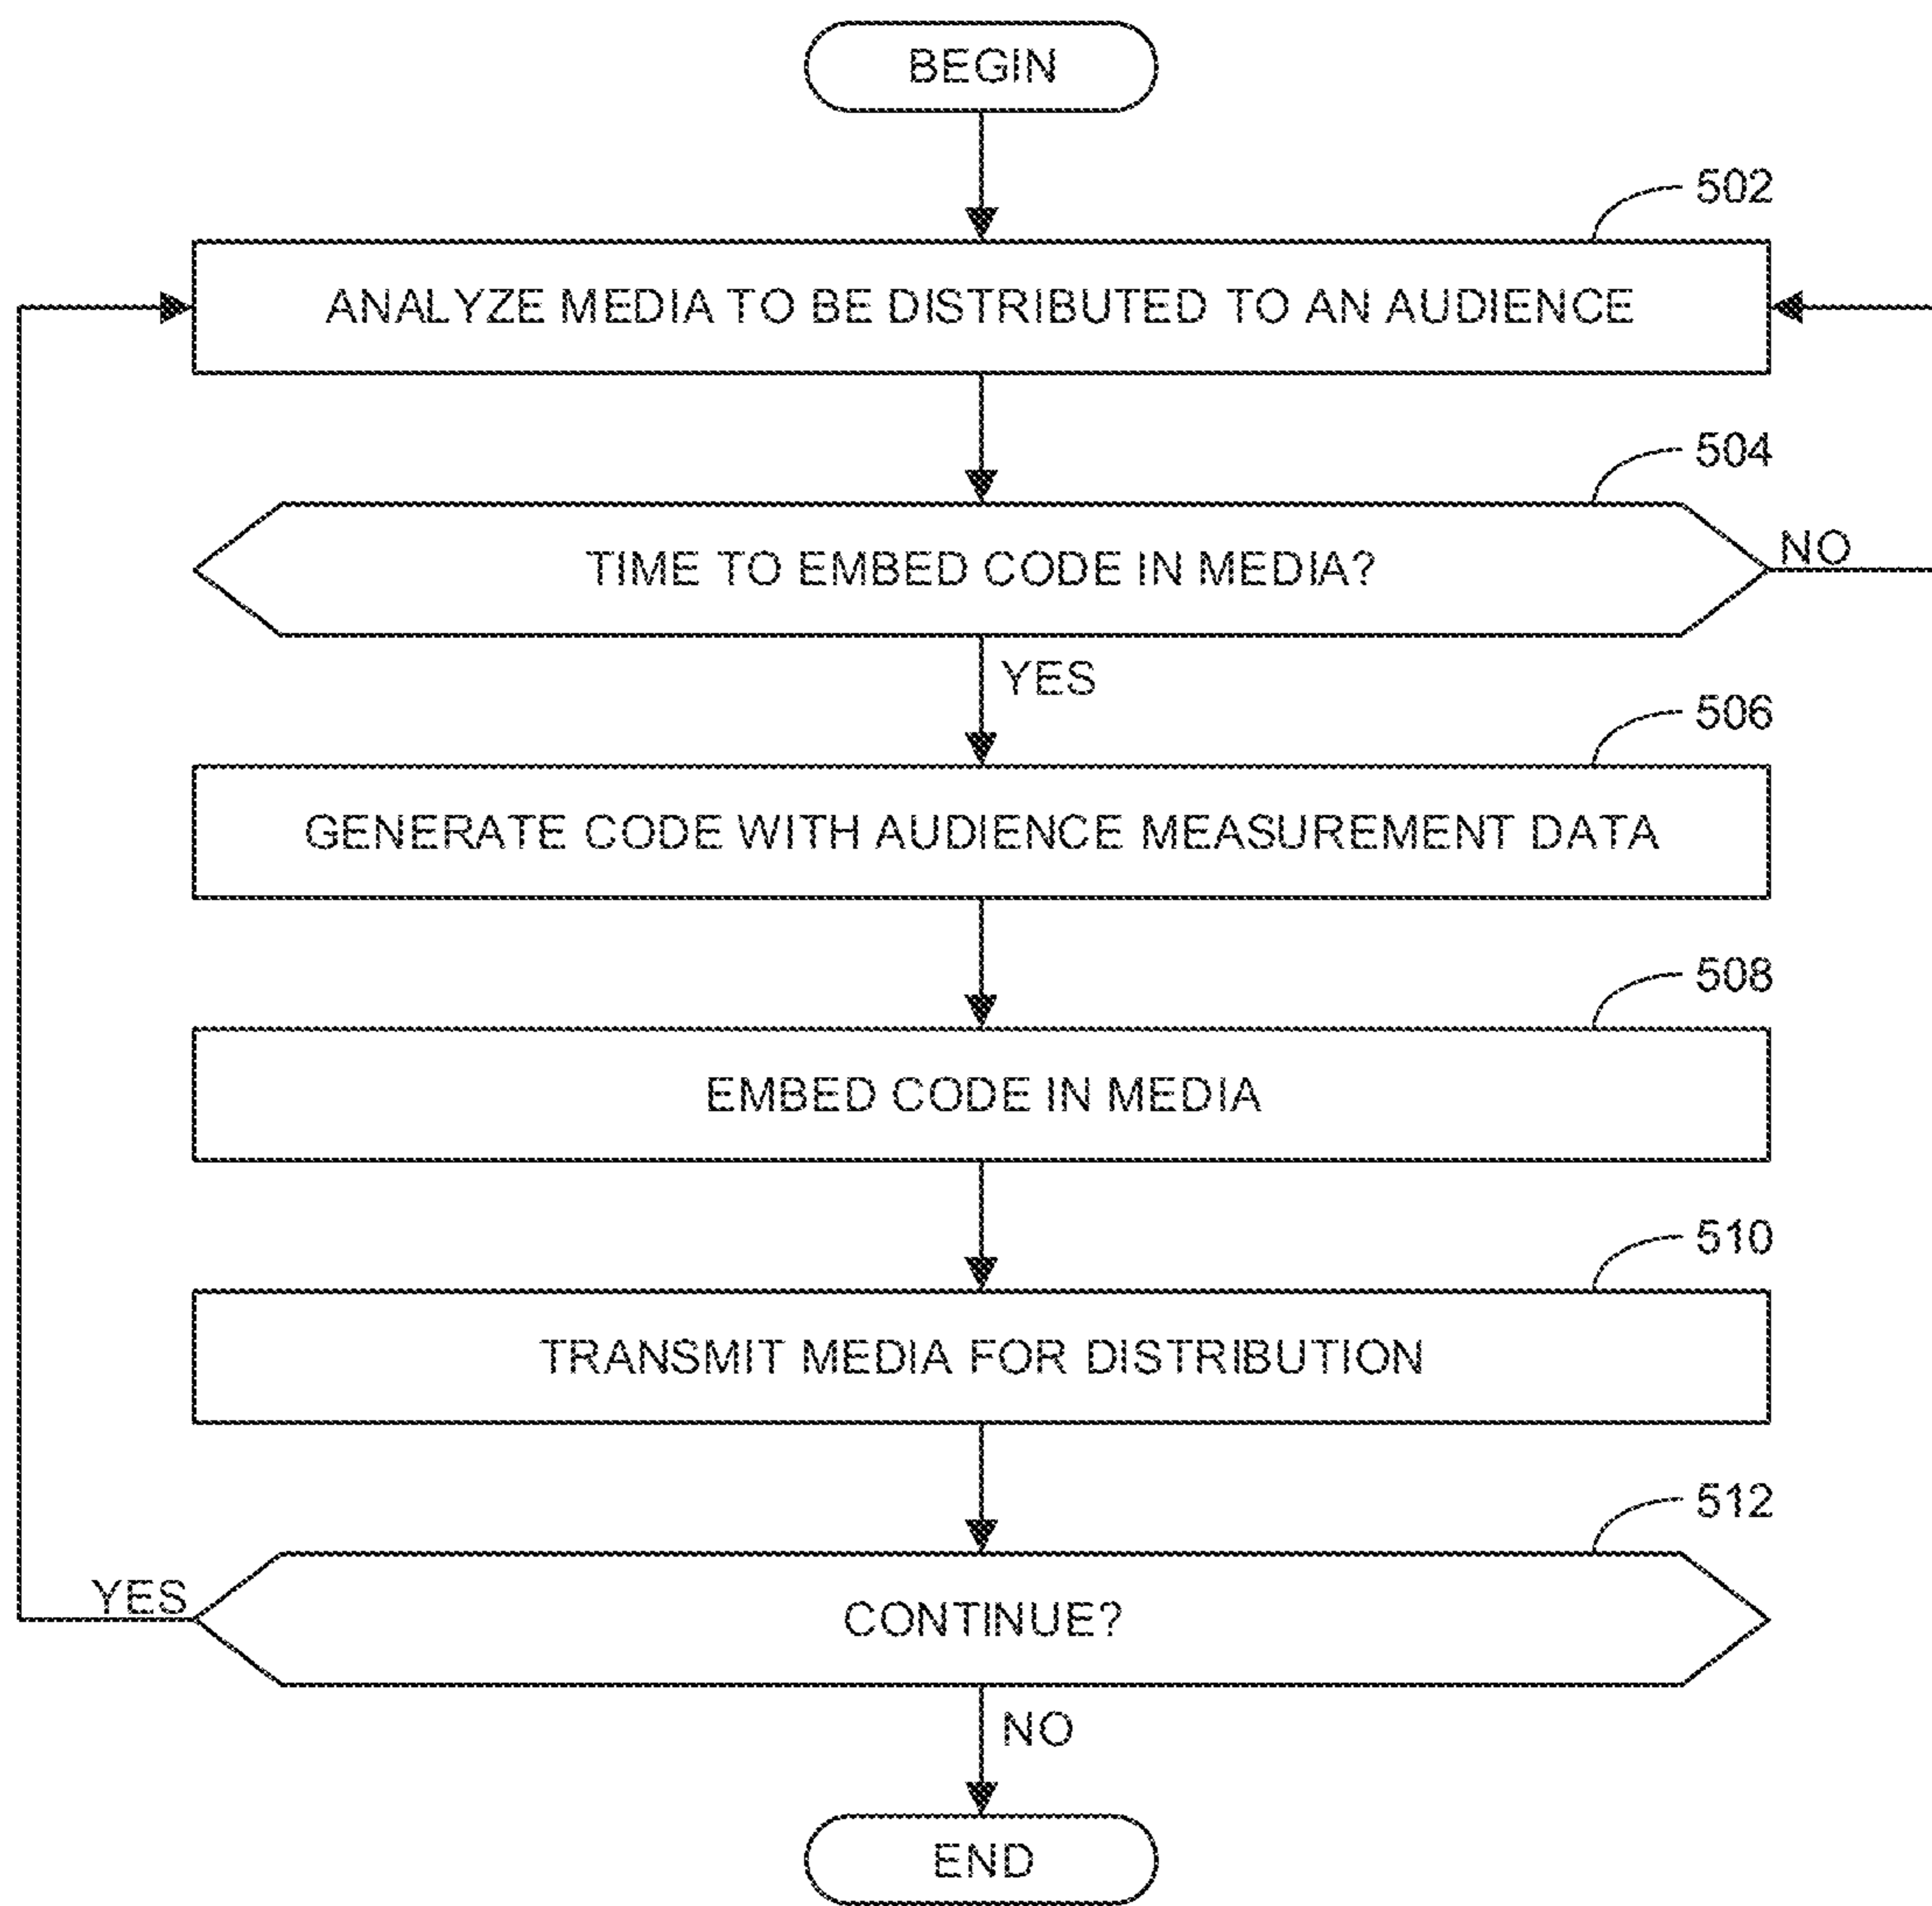 BEGIN
502
ANALYZE MEDIA TO BE DISTRIBUTED TO AN AUDIENCE
504
TIME TO EMBED CODE IN MEDIA?
NO
YES
506
GENERATE CODE WITH AUDIENCE MEASUREMENT DATA
508
EMBED CODE IN MEDIA
510
TRANSMIT MEDIA FOR DISTRIBUTION
512
YES
CONTINUE?
NO
END